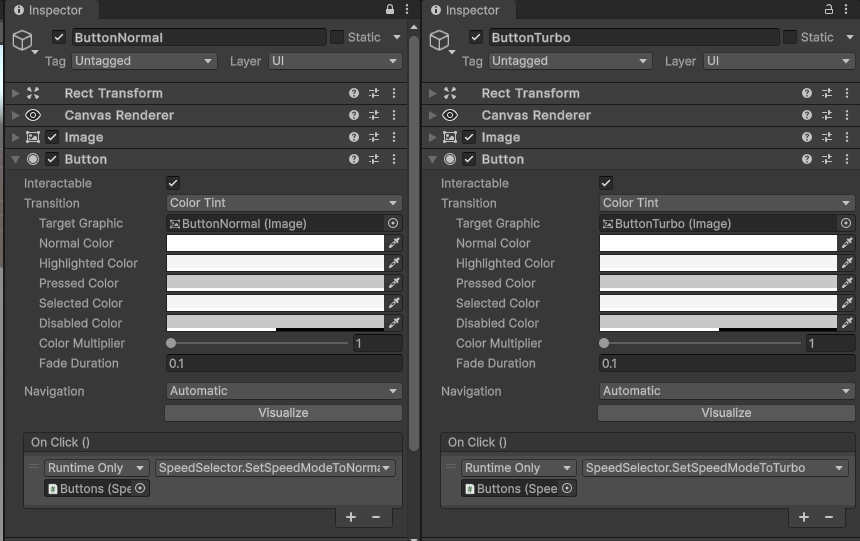 Inspector
ButtonNormal
Static
Tag Untagged Layer UI
Rect Transform
Canvas Renderer
Image
Button
Interactable
Transition Color Tint
Target Graphic ButtonNormal (Image)
Normal Color
Highlighted Color
Pressed Color
Selected Color
Disabled Color
Color Multiplier 1
Fade Duration 0.1
Navigation Automatic
Visualize
On Click ()
Runtime Only SpeedSelector.SetSpeedModeToNorma
Buttons (Spe
Inspector
ButtonTurbo
Static
Tag Untagged Layer UI
Rect Transform
Canvas Renderer
Image
Button
Interactable
Transition Color Tint
Target Graphic ButtonTurbo (Image)
Normal Color
Highlighted Color
Pressed Color
Selected Color
Disabled Color
Color Multiplier 1
Fade Duration 0.1
Navigation Automatic
Visualize
On Click ()
Runtime Only SpeedSelector.SetSpeedModeToTurbo
Buttons (Spee